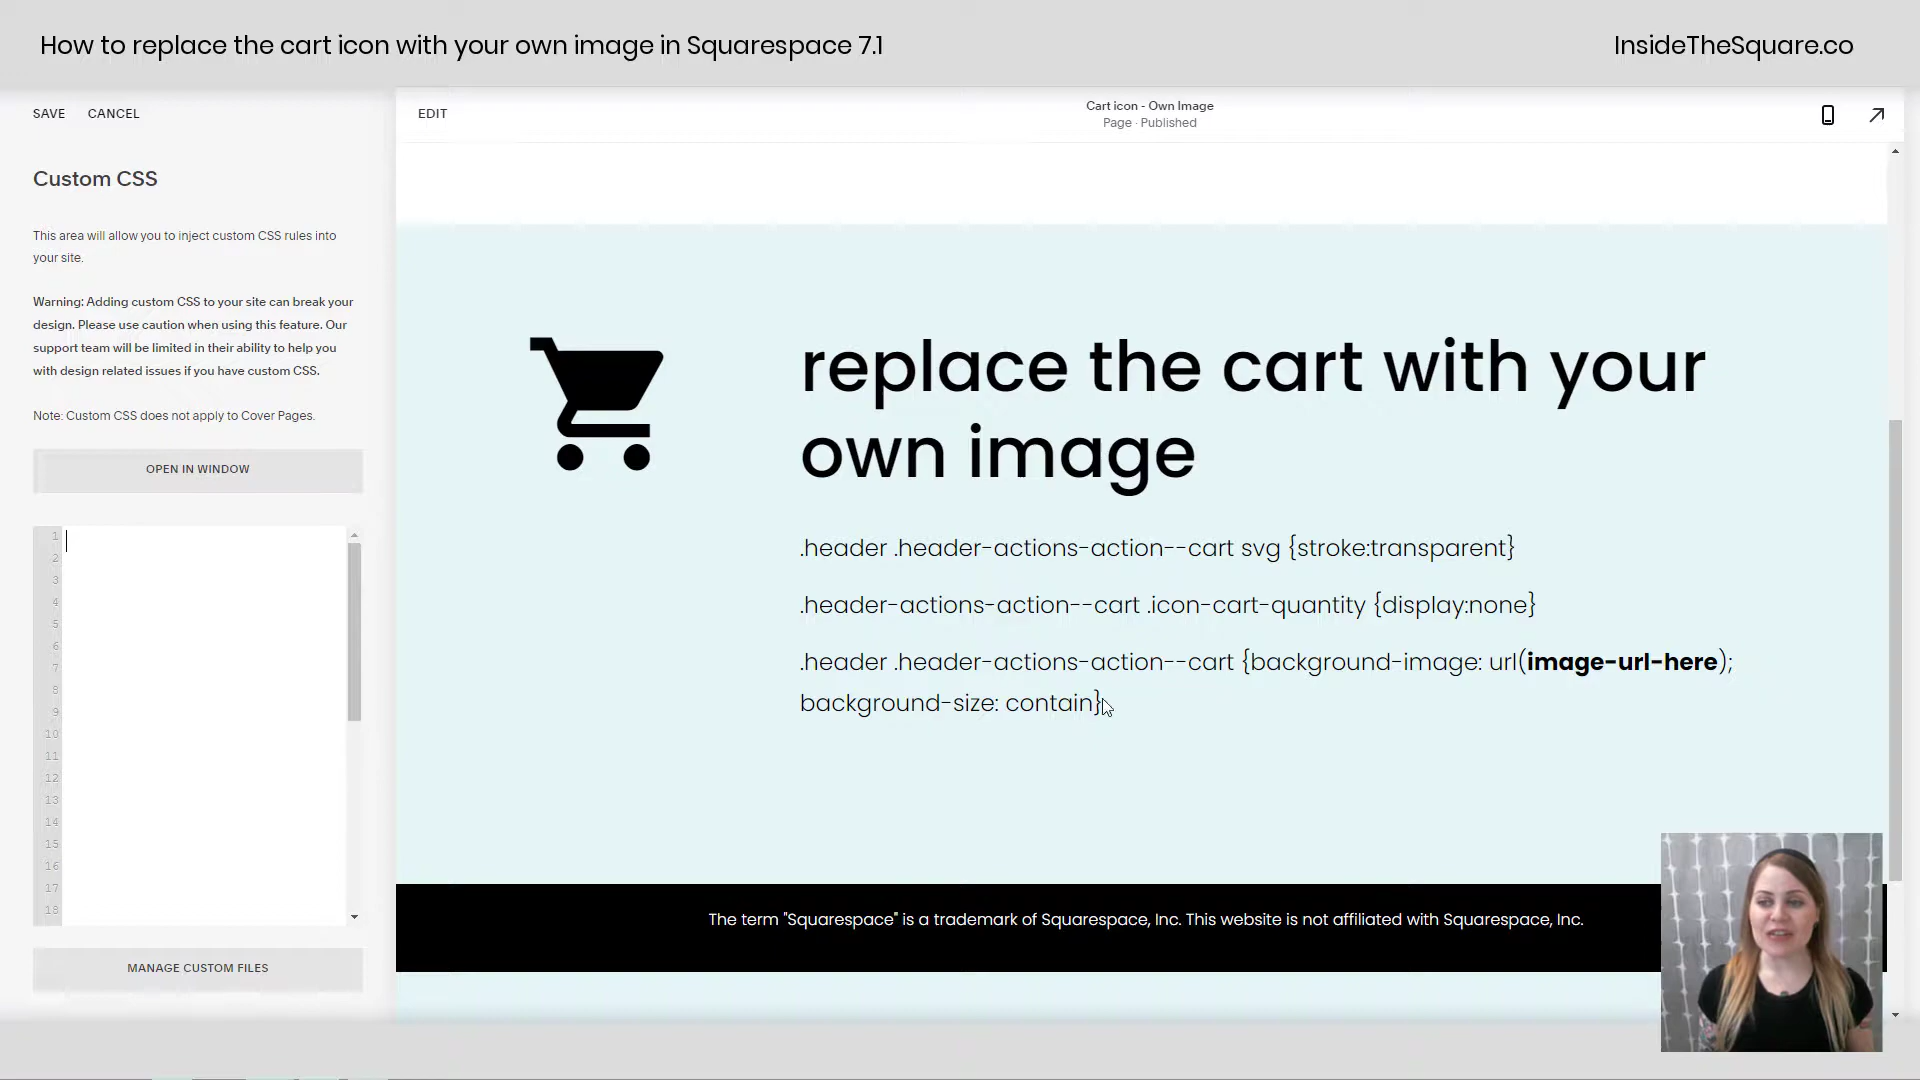 How to replace the cart icon with your own image in Squarespace 7.1
InsideTheSquare.co
SAVE CANCEL
EDIT
Cart icon - Own Image
Page · Published
Custom CSS
This area will allow you to inject custom CSS rules into
your site.
Warning: Adding custom CSS to your site can break your
design. Please use caution when using this feature. Our
support team will be limited in their ability to help you
with design related issues if you have custom CSS.
Note: Custom CSS does not apply to Cover Pages.
OPEN IN WINDOW
1
2
3
4
5
6
7
8
9
10
11
12
13
14
15
16
17
18
MANAGE CUSTOM FILES
replace the cart with your
own image
.header .header-actions-action--cart svg {stroke:transparent}
.header-actions-action--cart .icon-cart-quantity {display:none}
.header .header-actions-action--cart {background-image: url(image-url-here);
background-size: contain}
The term "Squarespace" is a trademark of Squarespace, Inc. This website is not affiliated with Squarespace, Inc.